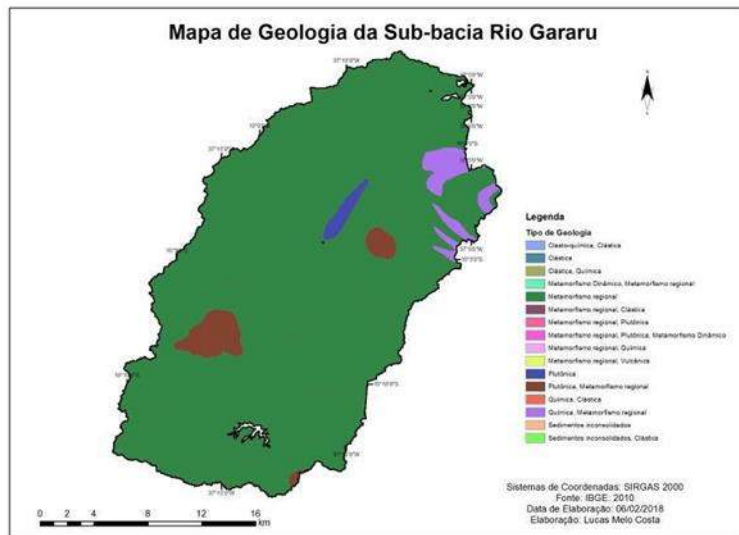 Mapa de Geologia da Sub-bacia Rio Gararu
Legenda
Tipo de Geologia
Clasto-química, Clástica
Clástica
Clástica, Química
Metamorfismo Dinâmico, Metamorfismo regional
Metamorfismo regional
Metamorfismo regional, Clástica
Metamorfismo regional, Plutônica
Metamorfismo regional, Plutônica, Metamorfismo Dinâmico
Metamorfismo regional, Química
Metamorfismo regional, Vulcânica
Plutônica
Plutônica, Metamorfismo regional
Química, Clástica
Química, Metamorfismo regional
Sedimentos inconsolidados
Sedimentos inconsolidados, Clástica
Sistemas de Coordenadas: SIRGAS 2000
Fonte: IBGE: 2010
Data de Elaboração: 06/02/2018
Elaboração: Lucas Melo Costa
0 2 4 8 12 16
km